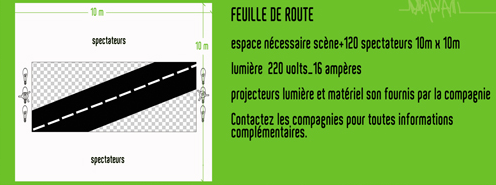 10 m
spectateurs
10 m
spectateurs
FEUILLE DE ROUTE
espace nécessaire scène+120 spectateurs 10m x 10m
lumière 220 volts_16 ampères
projecteurs lumière et matériel son fournis par la compagnie
Contactez les compagnies pour toutes informations
complémentaires.